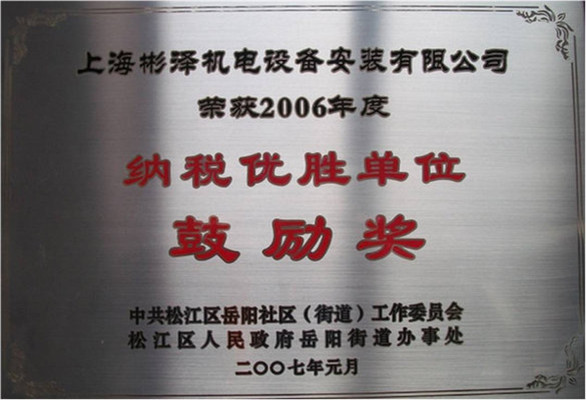 上海彬泽机电设备安装有限公司
荣获2006年度
纳税优胜单位
鼓励奖
中共松江区岳阳社区（街道）工作委员会
松江区人民政府岳阳街道办事处
二〇〇七年元月